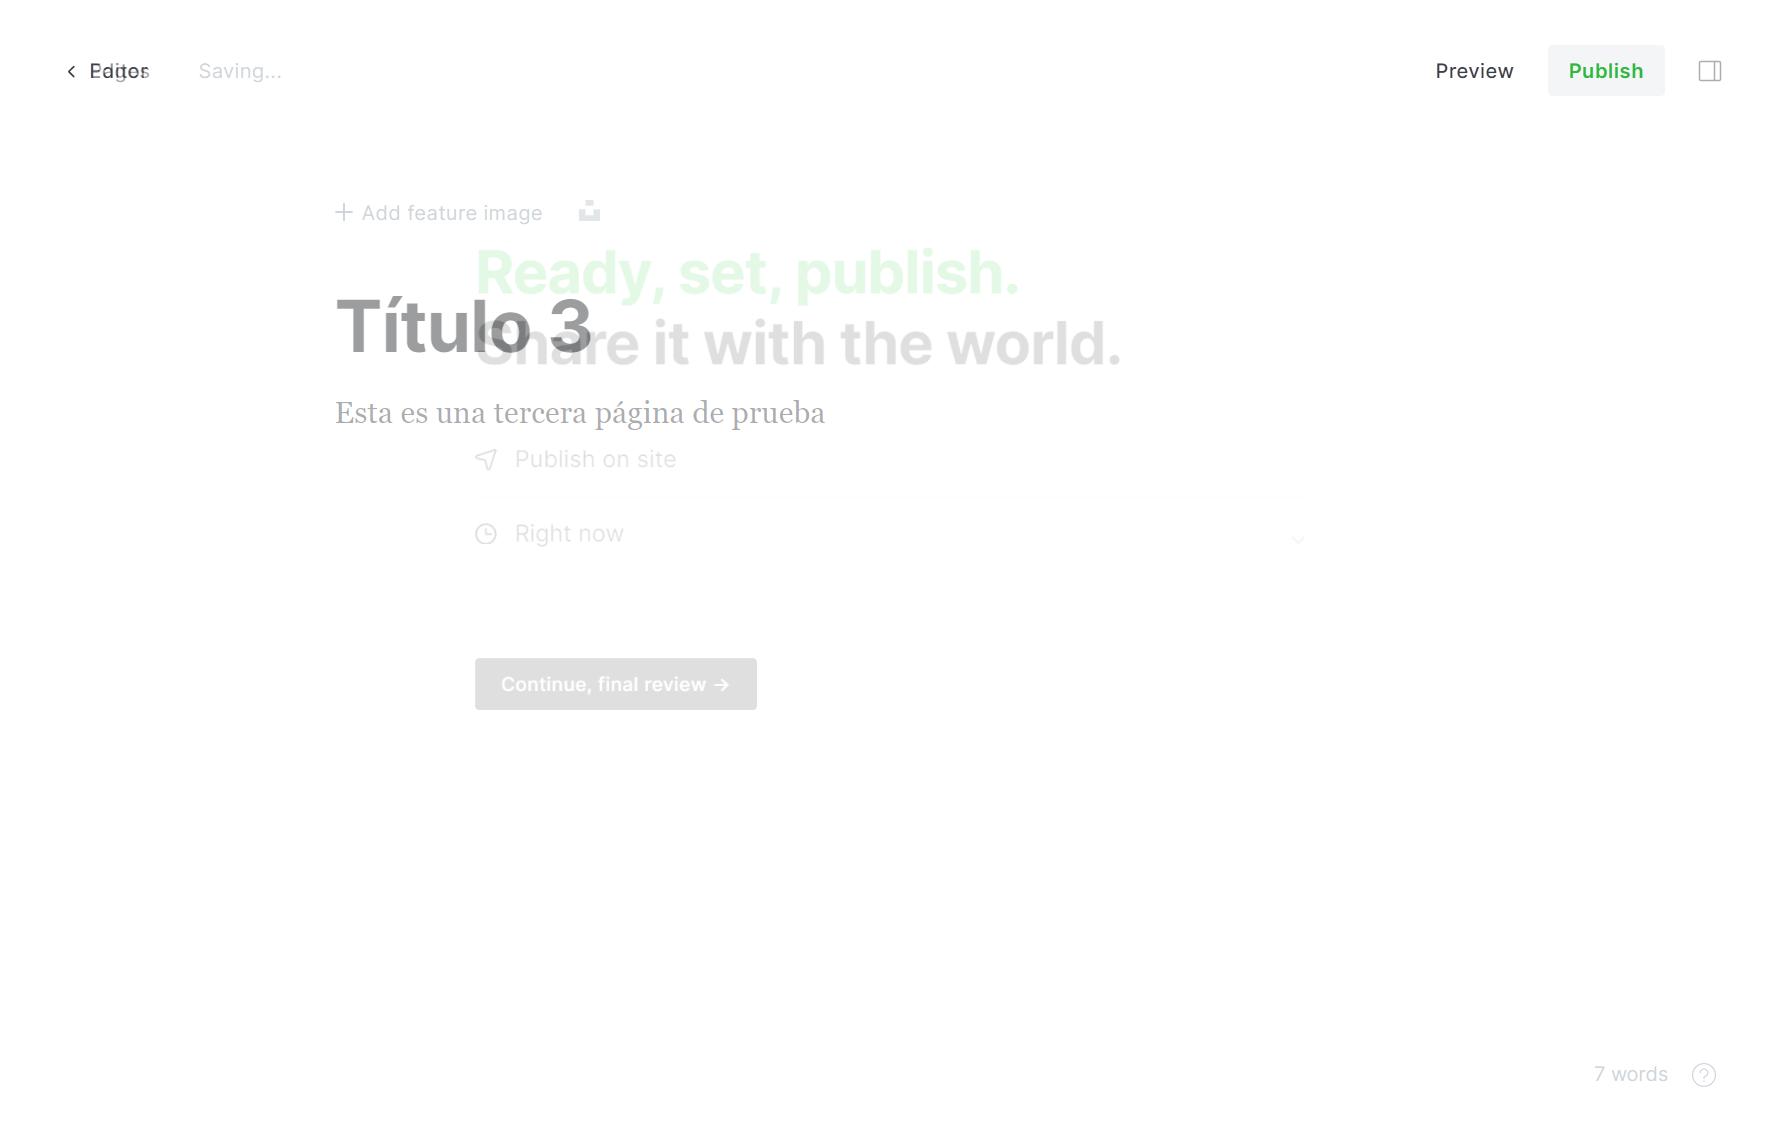 Editor
Pages
Saving...
Preview
Publish
Add feature image
Ready, set, publish.
Título 3
Share it with the world.
Esta es una tercera página de prueba
Publish on site
Right now
Continue, final review →
7 words
?